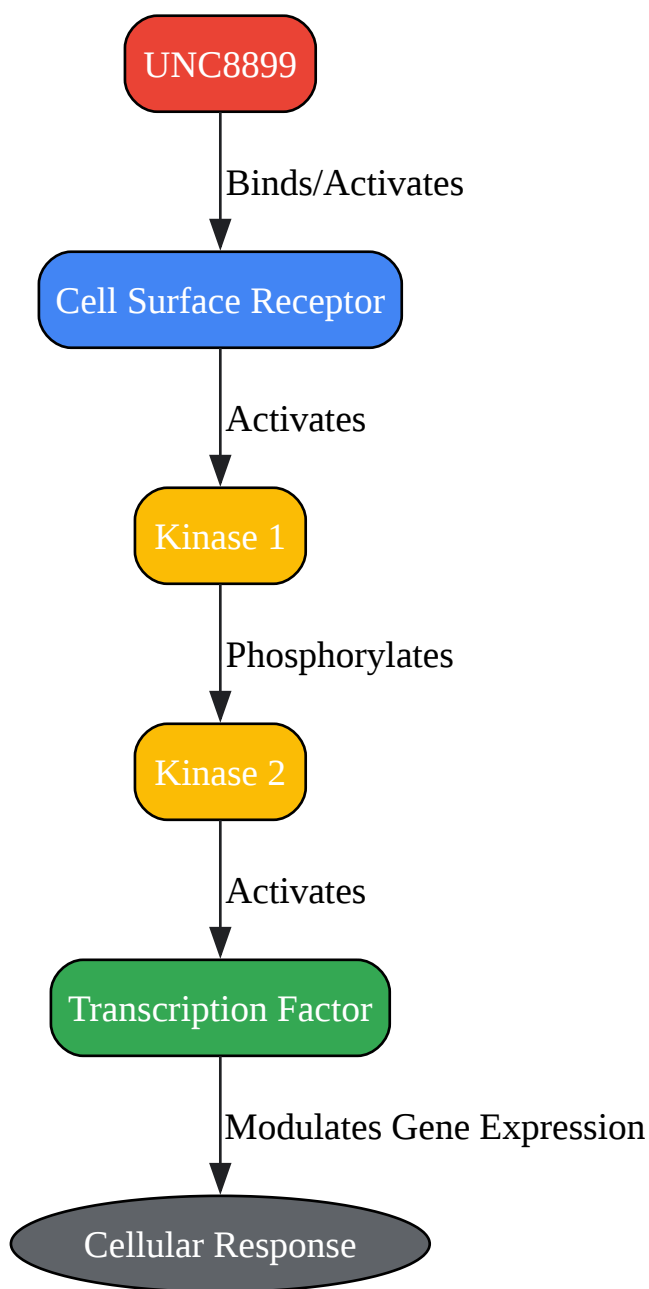 UNC8899
Binds/Activates
Cell Surface Receptor
Activates
Kinase 1
Phosphorylates
Kinase 2
Activates
Transcription Factor
Modulates Gene Expression
Cellular Response